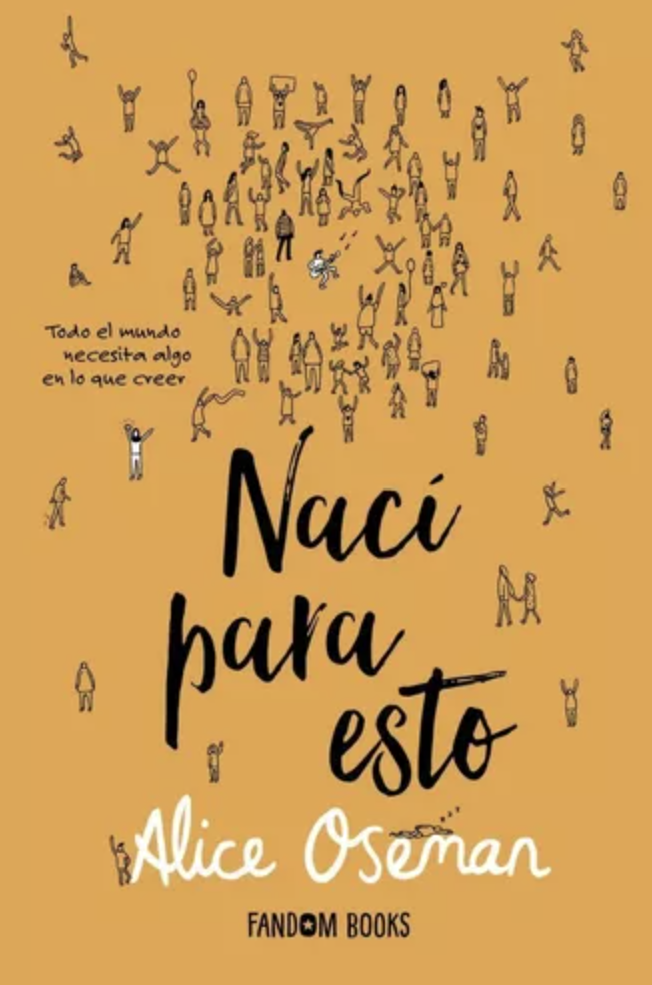 Todo el mundo
necesita algo
en lo que creer
Nací
para
esto
Alice Oseman
FANDOM BOOKS